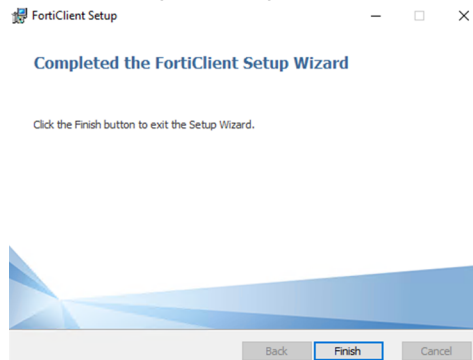 FortiClient Setup
Completed the FortiClient Setup Wizard
Click the Finish button to exit the Setup Wizard.
Back Finish Cancel